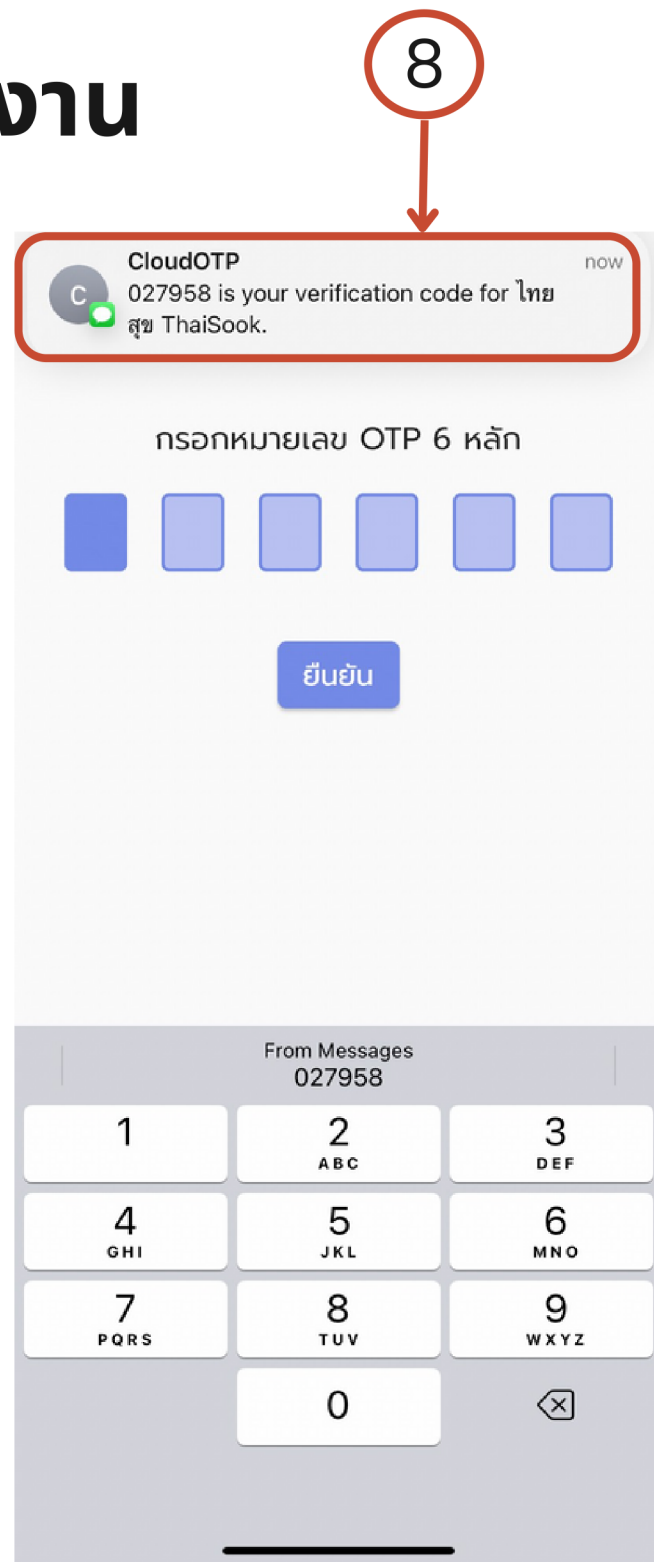 8
งาน
CloudOTP
now
C
027958 is your verification code for ไทย
สุข ThaiSook.
กรอกหมายเลข OTP 6 หลัก
ยืนยัน
From Messages
027958
1
2
3
ABC
DEF
4
5
6
GHI
JKL
MNO
7
8
9
PQRS
TUV
WXYZ
0